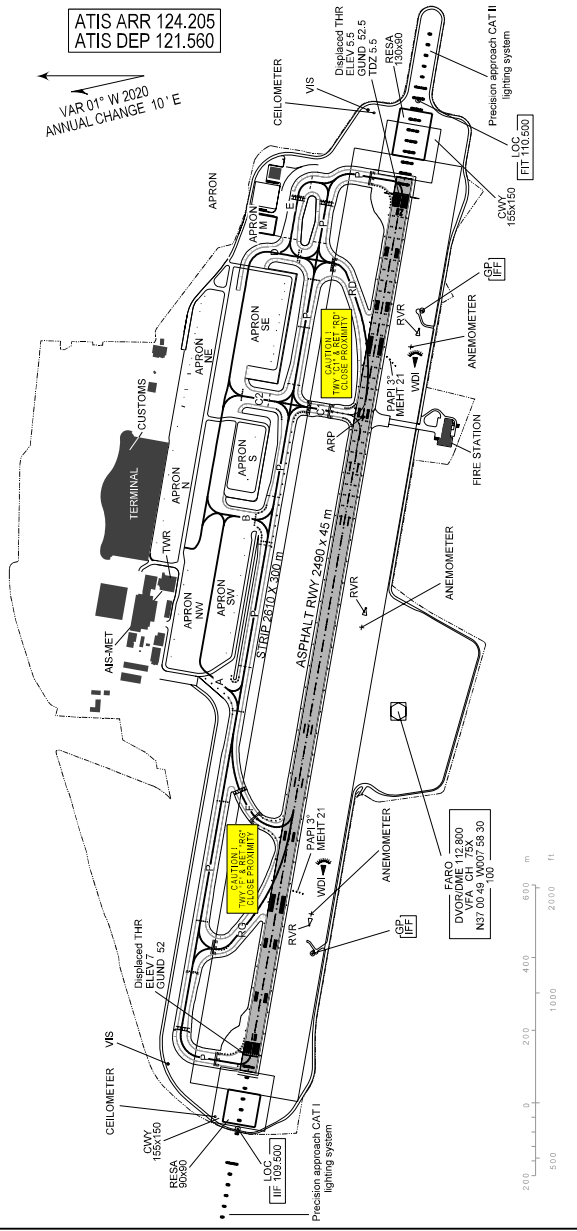 ATIS ARR 124.205
ATIS DEP 121.560
VAR 01° W 2020
ANNUAL CHANGE 10' E
CEILOMETER
VIS
Displaced THR
ELEV 5.5
GUND 52.5
TDZ 5.5
RESA
130x90
Precision approach CAT II
lighting system
LOC
FIT 110.500
CWY
155x150
APRON
APRON
M
E
P
P
D
P
RD
APRON
NE
APRON
SE
CAUTION !
TWY "C1" & RET "RD"
CLOSE PROXIMITY
C2
C1
P
GP
IFF
RVR
ANEMOMETER
WDI
PAPI 3°
MEHT 21
ARP
FIRE STATION
CUSTOMS
TERMINAL
APRON
N
APRON
S
B
P
TWR
AIS-MET
APRON
NW
APRON
SW
P
A
STRIP 2610 X 300 m
ASPHALT RWY 2490 x 45 m
RVR
ANEMOMETER
FARO
DVOR/DME 112.800
VFA CH 75X
N37 00 49 W007 58 30
100
P
F
CAUTION !
TWY "F" & RET "RG"
CLOSE PROXIMITY
RG
PAPI 3°
MEHT 21
WDI
ANEMOMETER
RVR
GP
IFF
Displaced THR
ELEV 7
GUND 52
VIS
CEILOMETER
CWY
155x150
RESA
90x90
LOC
IIF 109.500
Precision approach CAT I
lighting system
200 0 200 400 600 m
500 1000 2000 ft